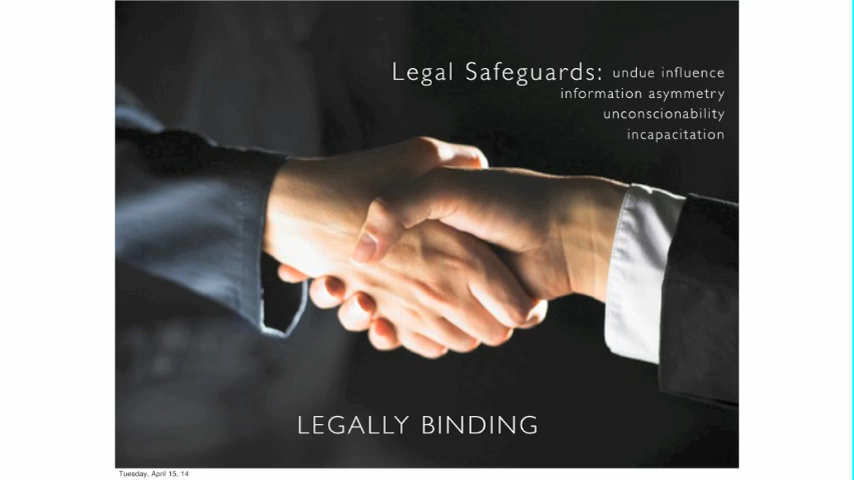 Legal Safeguards: undue influence
information asymmetry
unconscionability
incapacitation
LEGALLY BINDING
Tuesday, April 15, 14